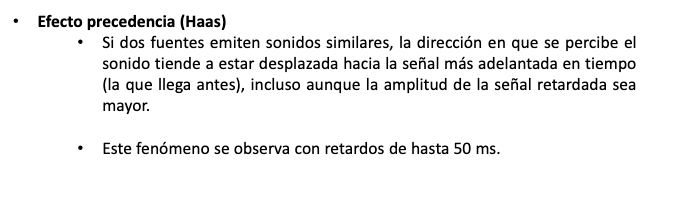 • Efecto precedencia (Haas)
• Si dos fuentes emiten sonidos similares, la dirección en que se percibe el
sonido tiende a estar desplazada hacia la señal más adelantada en tiempo
(la que llega antes), incluso aunque la amplitud de la señal retardada sea
mayor.
• Este fenómeno se observa con retardos de hasta 50 ms.